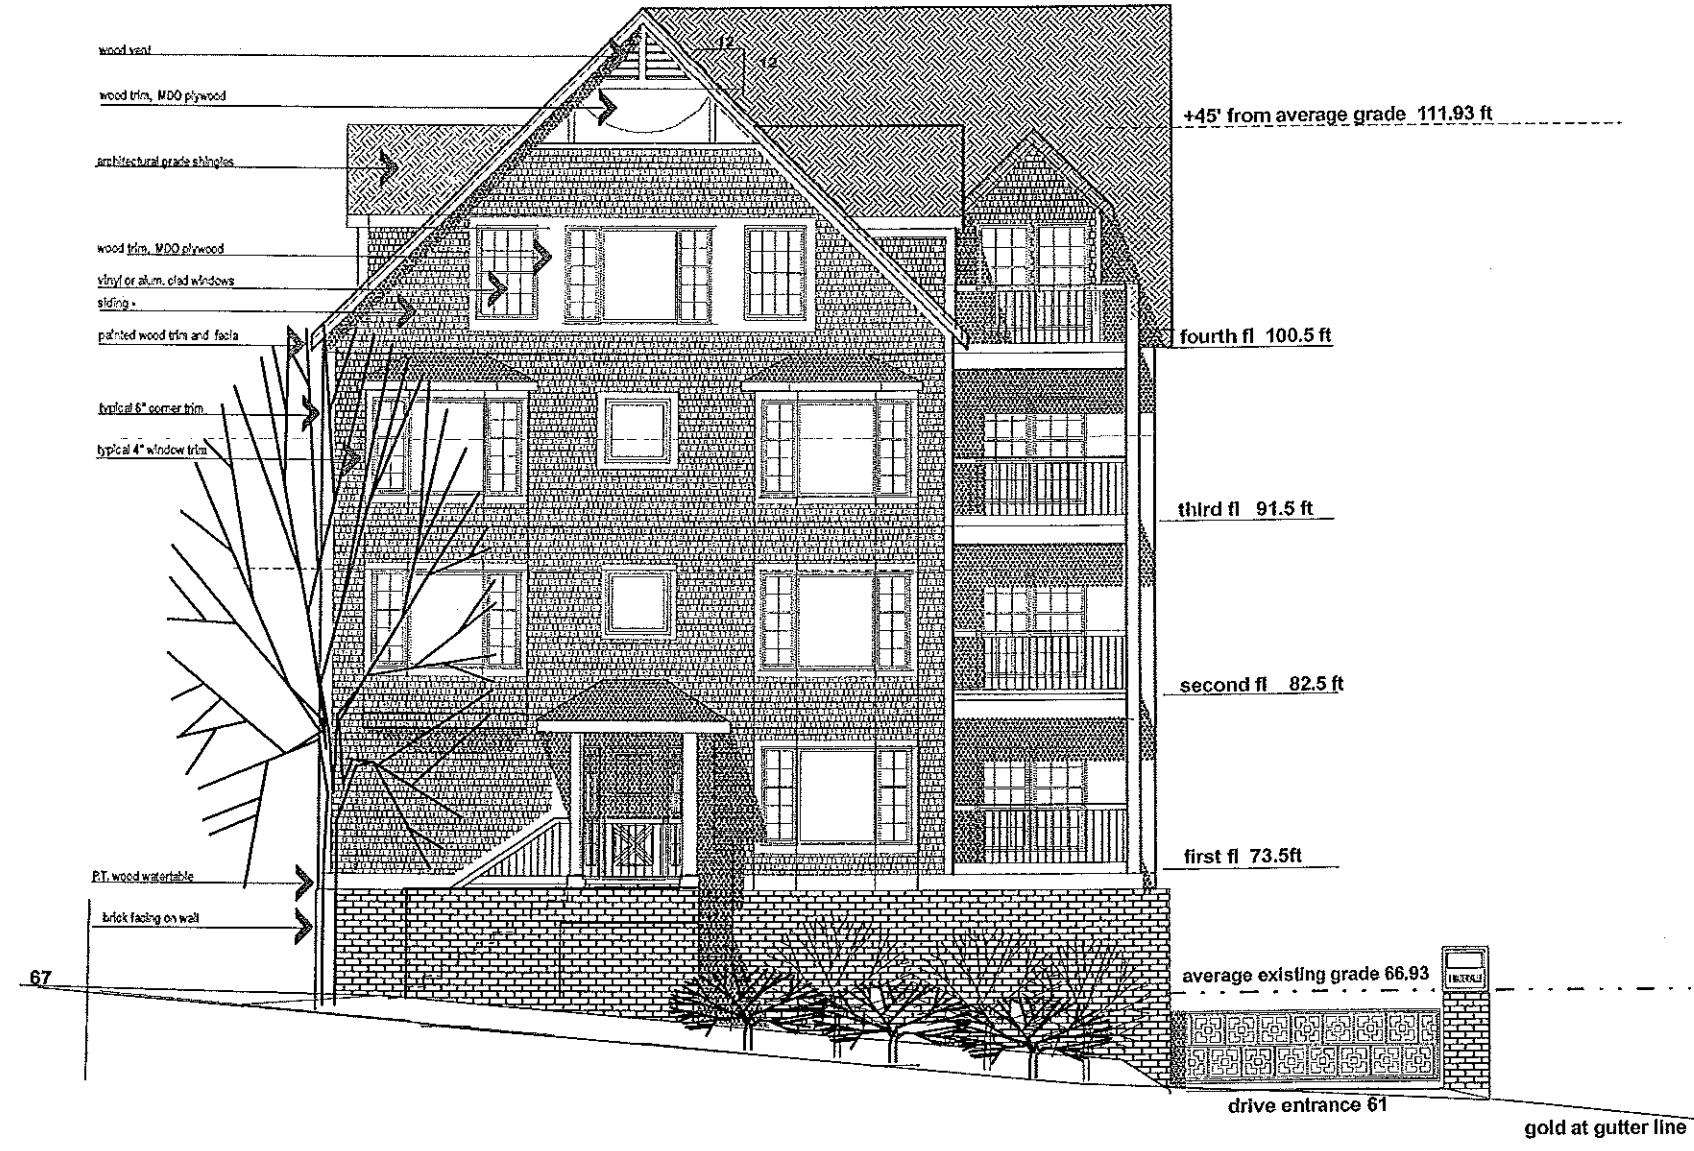 wood vent
wood trim, MDO plywood
architectural grade shingles
wood trim, MDO plywood
vinyl or alum. clad windows
siding -
painted wood trim and facia
typical 6" corner trim
typical 4" window trim
P.T. wood watertable
brick facing on wall
67
12
12
+45' from average grade 111.93 ft
fourth fl 100.5 ft
third fl 91.5 ft
second fl 82.5 ft
first fl 73.5ft
average existing grade 66.93
drive entrance 61
gold at gutter line